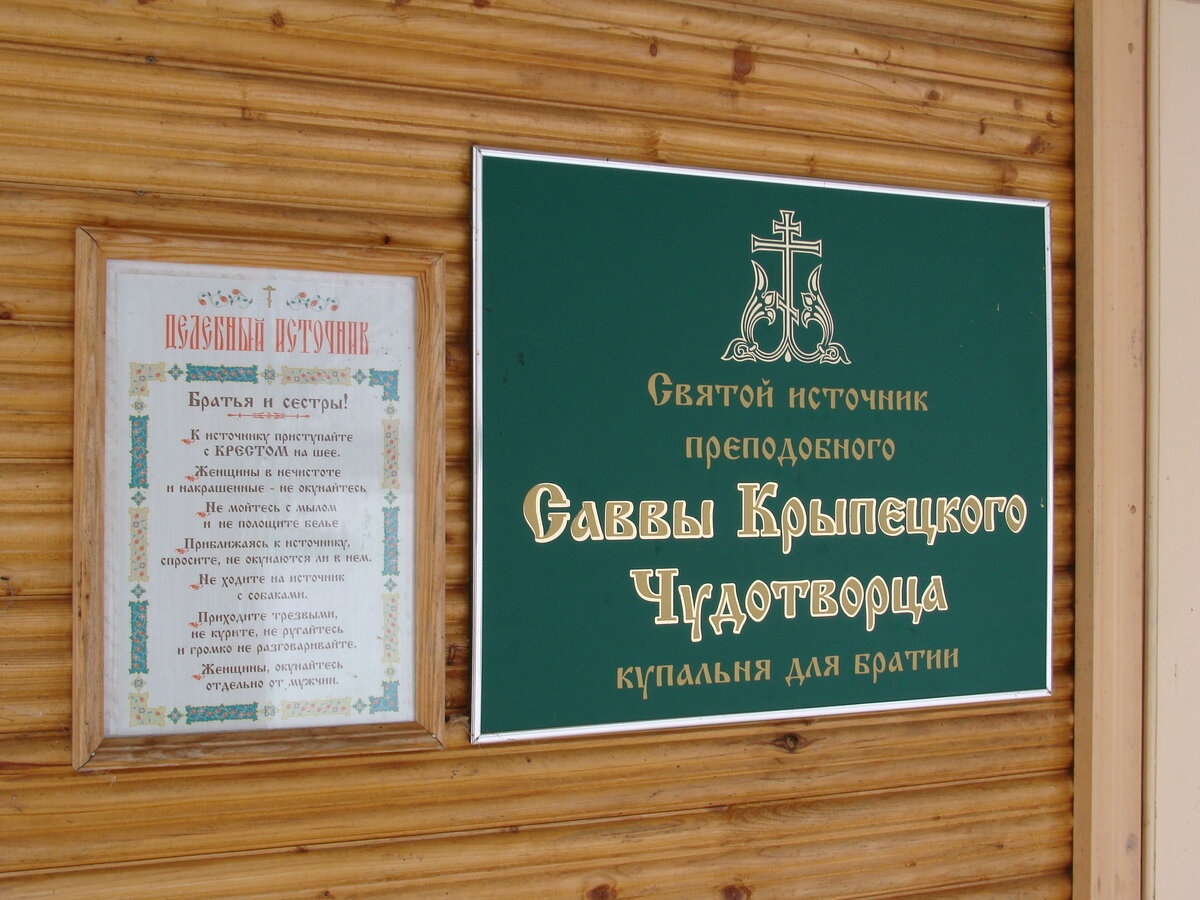 ЦЕЛЕБНЫЙ ИСТОЧНИК
Братья и сестры!
К источнику приступайте
с КРЕСТОМ на шее.
Женщины в нечистоте
и накрашенные - не окунайтесь
Не мойтесь с мылом
и не полощите белье
Приближаясь к источнику,
спросите, не окунаются ли в нем.
Не ходите на источник
с собаками.
Приходите трезвыми,
не курите, не ругайтесь
и громко не разговаривайте.
Женщины, окунайтесь
отдельно от мужчин.
Святой источник
преподобного
Саввы Крыпецкого
Чудотворца
купальня для братии